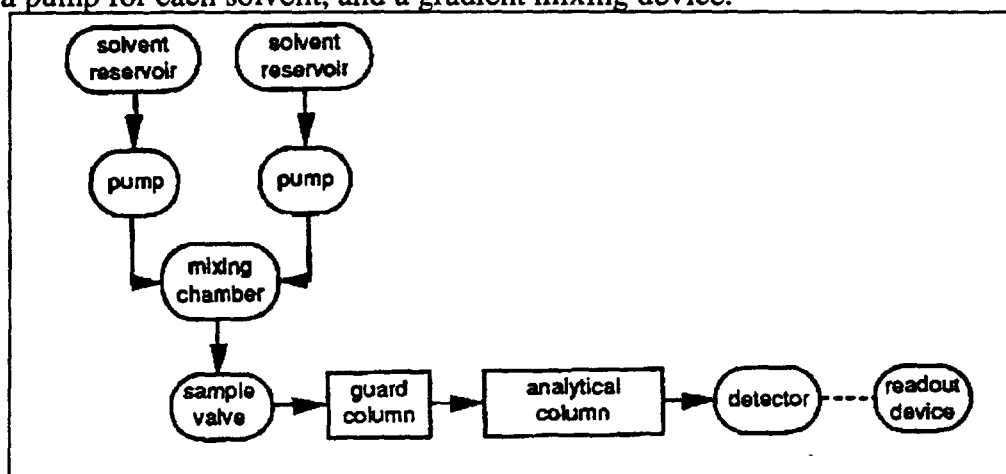 a pump for each solvent, and a gradient mixing device.
solvent
reservoir
solvent
reservoir
pump
pump
mixing
chamber
sample
valve
guard
column
analytical
column
detector
readout
device